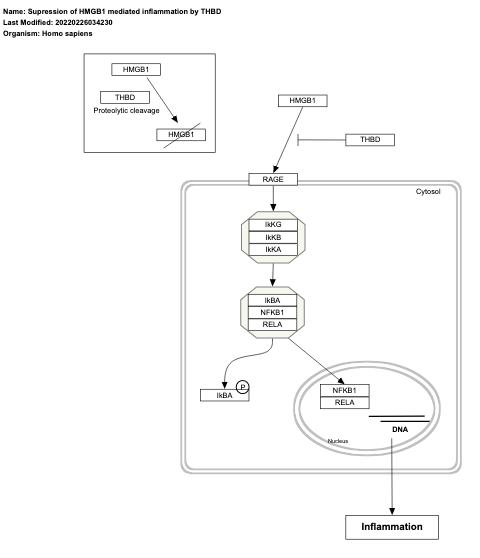 Name: Supression of HMGB1 mediated inflammation by THBD
Last Modified: 20220226034230
Organism: Homo sapiens
HMGB1
THBD
Proteolytic cleavage
HMGB1
HMGB1
THBD
RAGE
Cytosol
IkKG
IkKB
IkKA
IkBA
NFKB1
RELA
P
IkBA
NFKB1
RELA
DNA
Nucleus
Inflammation